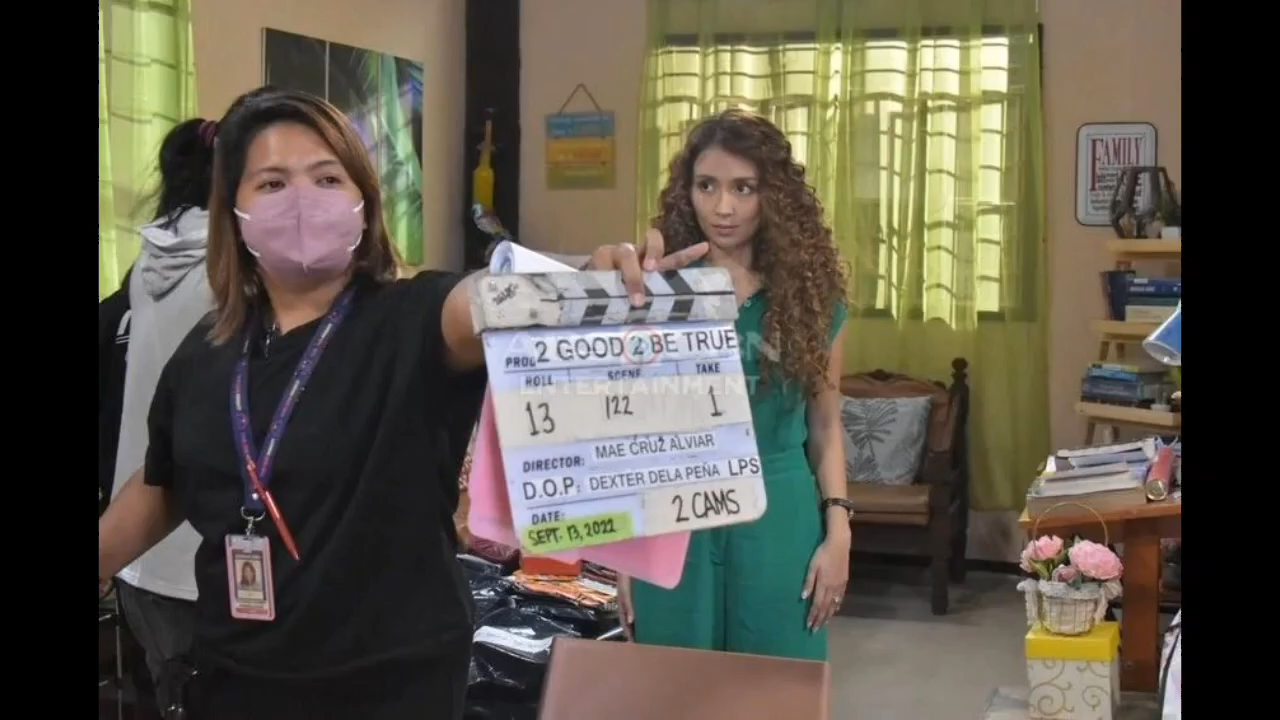 FAMILY
PROD. 2 GOOD 2 BE TRUE
ROLL SCENE TAKE
13 122 1
DIRECTOR: MAE CRUZ ALVIAR
D.O.P: DEXTER DELA PEÑA LPS
2 CAMS
DATE:
SEPT. 13, 2022
ENTERTAINMENT